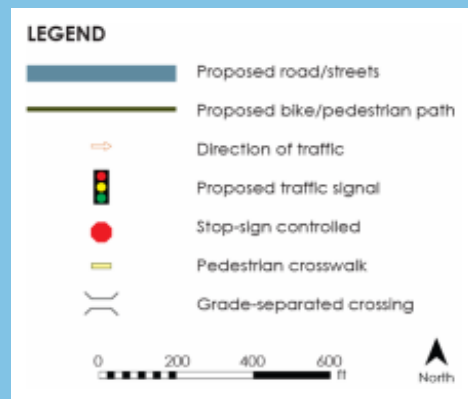 LEGEND
Proposed road/streets
Proposed bike/pedestrian path
Direction of traffic
Proposed traffic signal
Stop-sign controlled
Pedestrian crosswalk
Grade-separated crossing
0 200 400 600
ft
North